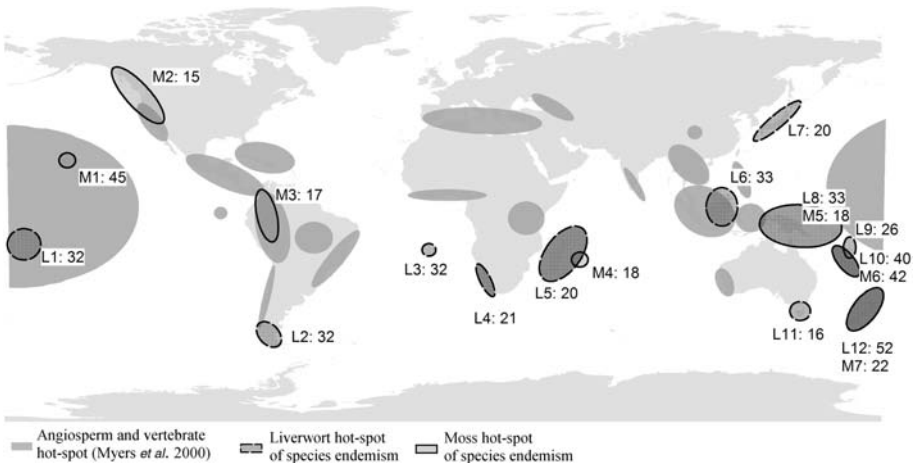 M2: 15
L7: 20
M1: 45
M3: 17
L6: 33
L8: 33
M5: 18
L9: 26
L1: 32
L3: 32
M4: 18
L10: 40
M6: 42
L5: 20
L4: 21
L2: 32
L11: 16
L12: 52
M7: 22
Angiosperm and vertebrate
hot-spot (Myers et al. 2000)
Liverwort hot-spot
of species endemism
Moss hot-spot
of species endemism